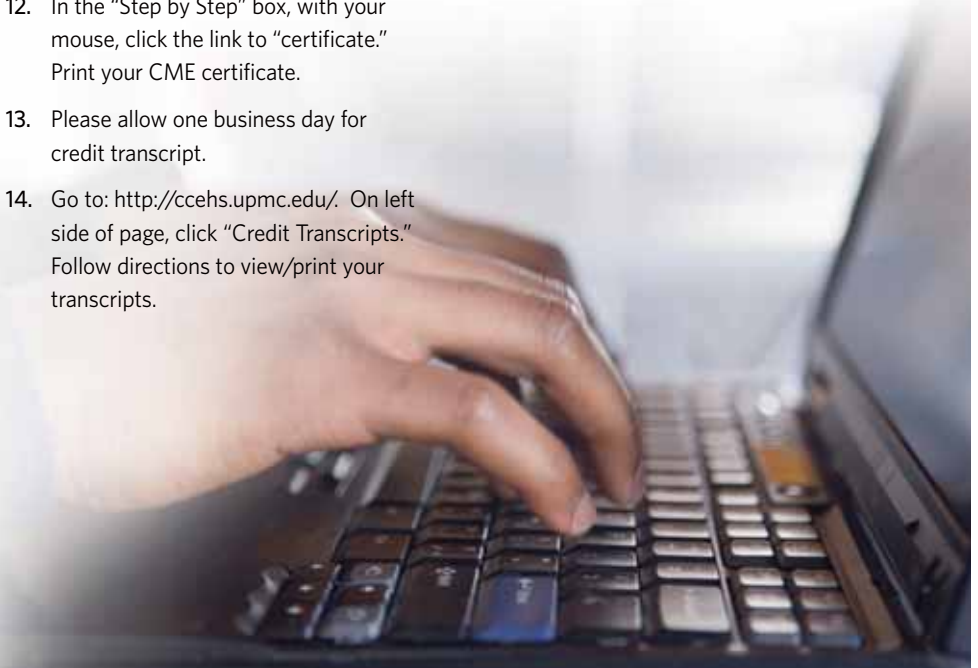 12. In the “Step by Step” box, with your
mouse, click the link to “certificate.”
Print your CME certificate.
13. Please allow one business day for
credit transcript.
14. Go to: http://ccehs.upmc.edu/. On left
side of page, click “Credit Transcripts.”
Follow directions to view/print your
transcripts.